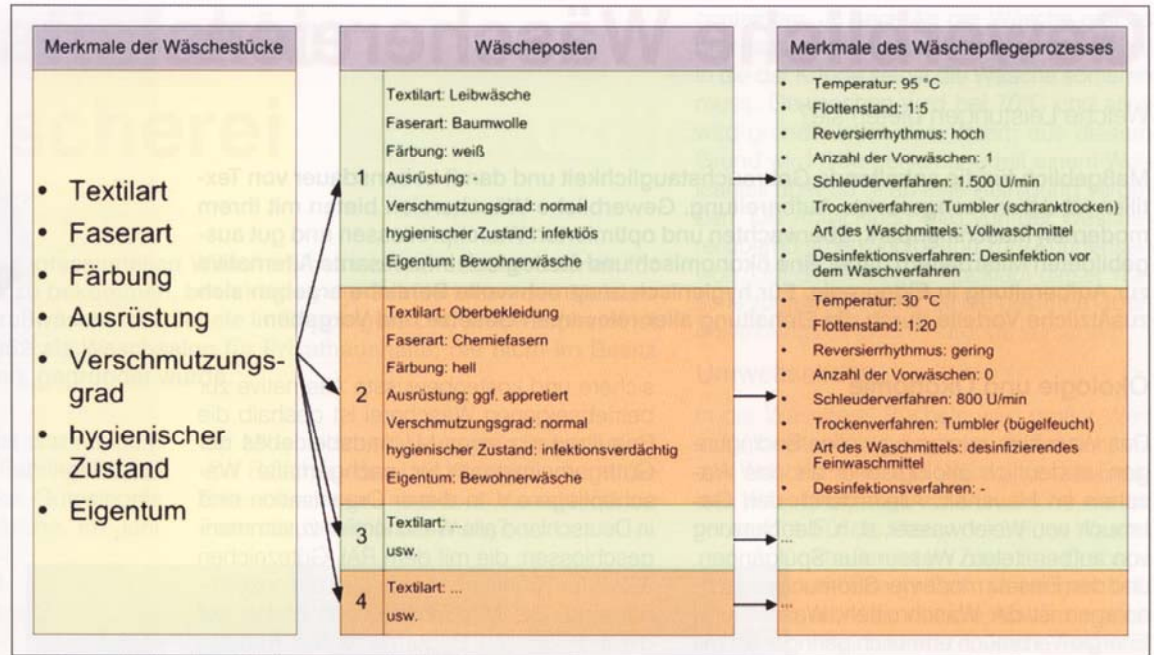 Merkmale der Wäschestücke
• Textilart
• Faserart
• Färbung
• Ausrüstung
• Verschmutzungs-
grad
• hygienischer
Zustand
• Eigentum
Wäscheposten
1
Textilart: Leibwäsche
Faserart: Baumwolle
Färbung: weiß
Ausrüstung: -
Verschmutzungsgrad: normal
hygienischer Zustand: infektiös
Eigentum: Bewohnerwäsche
2
Textilart: Oberbekleidung
Faserart: Chemiefasern
Färbung: hell
Ausrüstung: ggf. appretiert
Verschmutzungsgrad: normal
hygienischer Zustand: infektionsverdächtig
Eigentum: Bewohnerwäsche
3
Textilart: ...
usw.
4
Textilart: ...
usw.
Merkmale des Wäschepflegeprozesses
• Temperatur: 95 °C
• Flottenstand: 1:5
• Reversierrhythmus: hoch
• Anzahl der Vorwäschen: 1
• Schleuderverfahren: 1.500 U/min
• Trockenverfahren: Tumbler (schranktrocken)
• Art des Waschmittels: Vollwaschmittel
• Desinfektionsverfahren: Desinfektion vor
dem Waschverfahren
• Temperatur: 30 °C
• Flottenstand: 1:20
• Reversierrhythmus: gering
• Anzahl der Vorwäschen: 0
• Schleuderverfahren: 800 U/min
• Trockenverfahren: Tumbler (bügelfeucht)
• Art des Waschmittels: desinfizierendes
Feinwaschmittel
• Desinfektionsverfahren: -
...
...